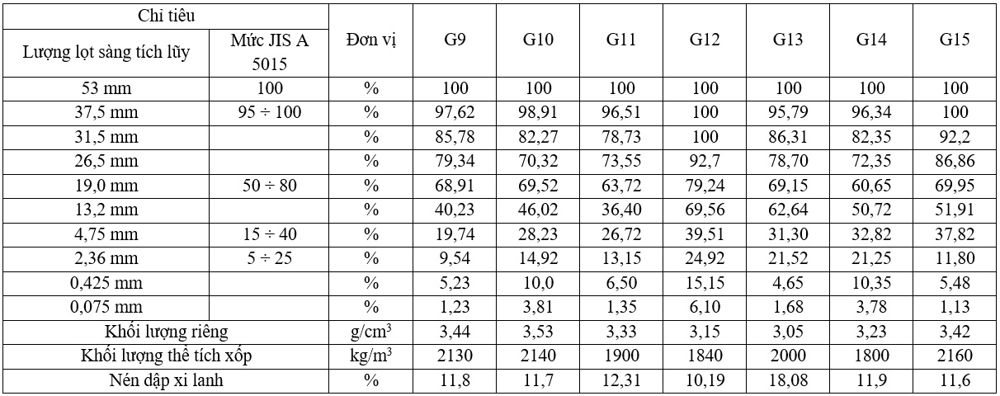 Chỉ tiêu Đơn vị G9 G10 G11 G12 G13 G14 G15
Lượng lọt sàng tích lũy Mức JIS A 5015
53 mm 100 % 100 100 100 100 100 100 100
37,5 mm 95 ÷ 100 % 97,62 98,91 96,51 100 95,79 96,34 100
31,5 mm % 85,78 82,27 78,73 100 86,31 82,35 92,2
26,5 mm % 79,34 70,32 73,55 92,7 78,70 72,35 86,86
19,0 mm 50 ÷ 80 % 68,91 69,52 63,72 79,24 69,15 60,65 69,95
13,2 mm % 40,23 46,02 36,40 69,56 62,64 50,72 51,91
4,75 mm 15 ÷ 40 % 19,74 28,23 26,72 39,51 31,30 32,82 37,82
2,36 mm 5 ÷ 25 % 9,54 14,92 13,15 24,92 21,52 21,25 11,80
0,425 mm % 5,23 10,0 6,50 15,15 4,65 10,35 5,48
0,075 mm % 1,23 3,81 1,35 6,10 1,68 3,78 1,13
Khối lượng riêng g/cm³ 3,44 3,53 3,33 3,15 3,05 3,23 3,42
Khối lượng thể tích xốp kg/m³ 2130 2140 1900 1840 2000 1800 2160
Nén dập xi lanh % 11,8 11,7 12,31 10,19 18,08 11,9 11,6